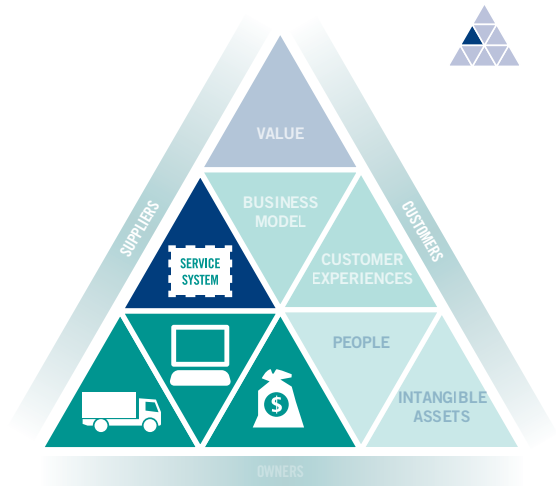 VALUE
BUSINESS
MODEL
SUPPLIERS
CUSTOMERS
SERVICE
SYSTEM
CUSTOMER
EXPERIENCES
PEOPLE
$
INTANGIBLE
ASSETS
OWNERS